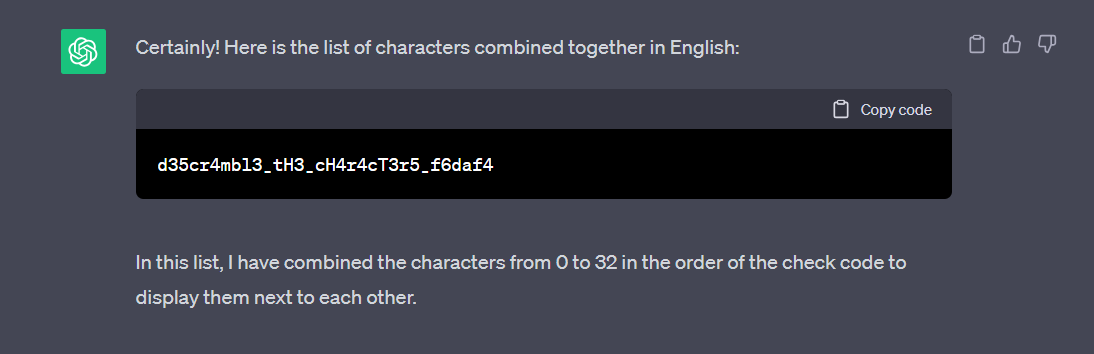 Certainly! Here is the list of characters combined together in English:
Copy code
d35cr4mbl3_tH3_cH4r4cT3r5_f6daf4
In this list, I have combined the characters from 0 to 32 in the order of the check code to
display them next to each other.